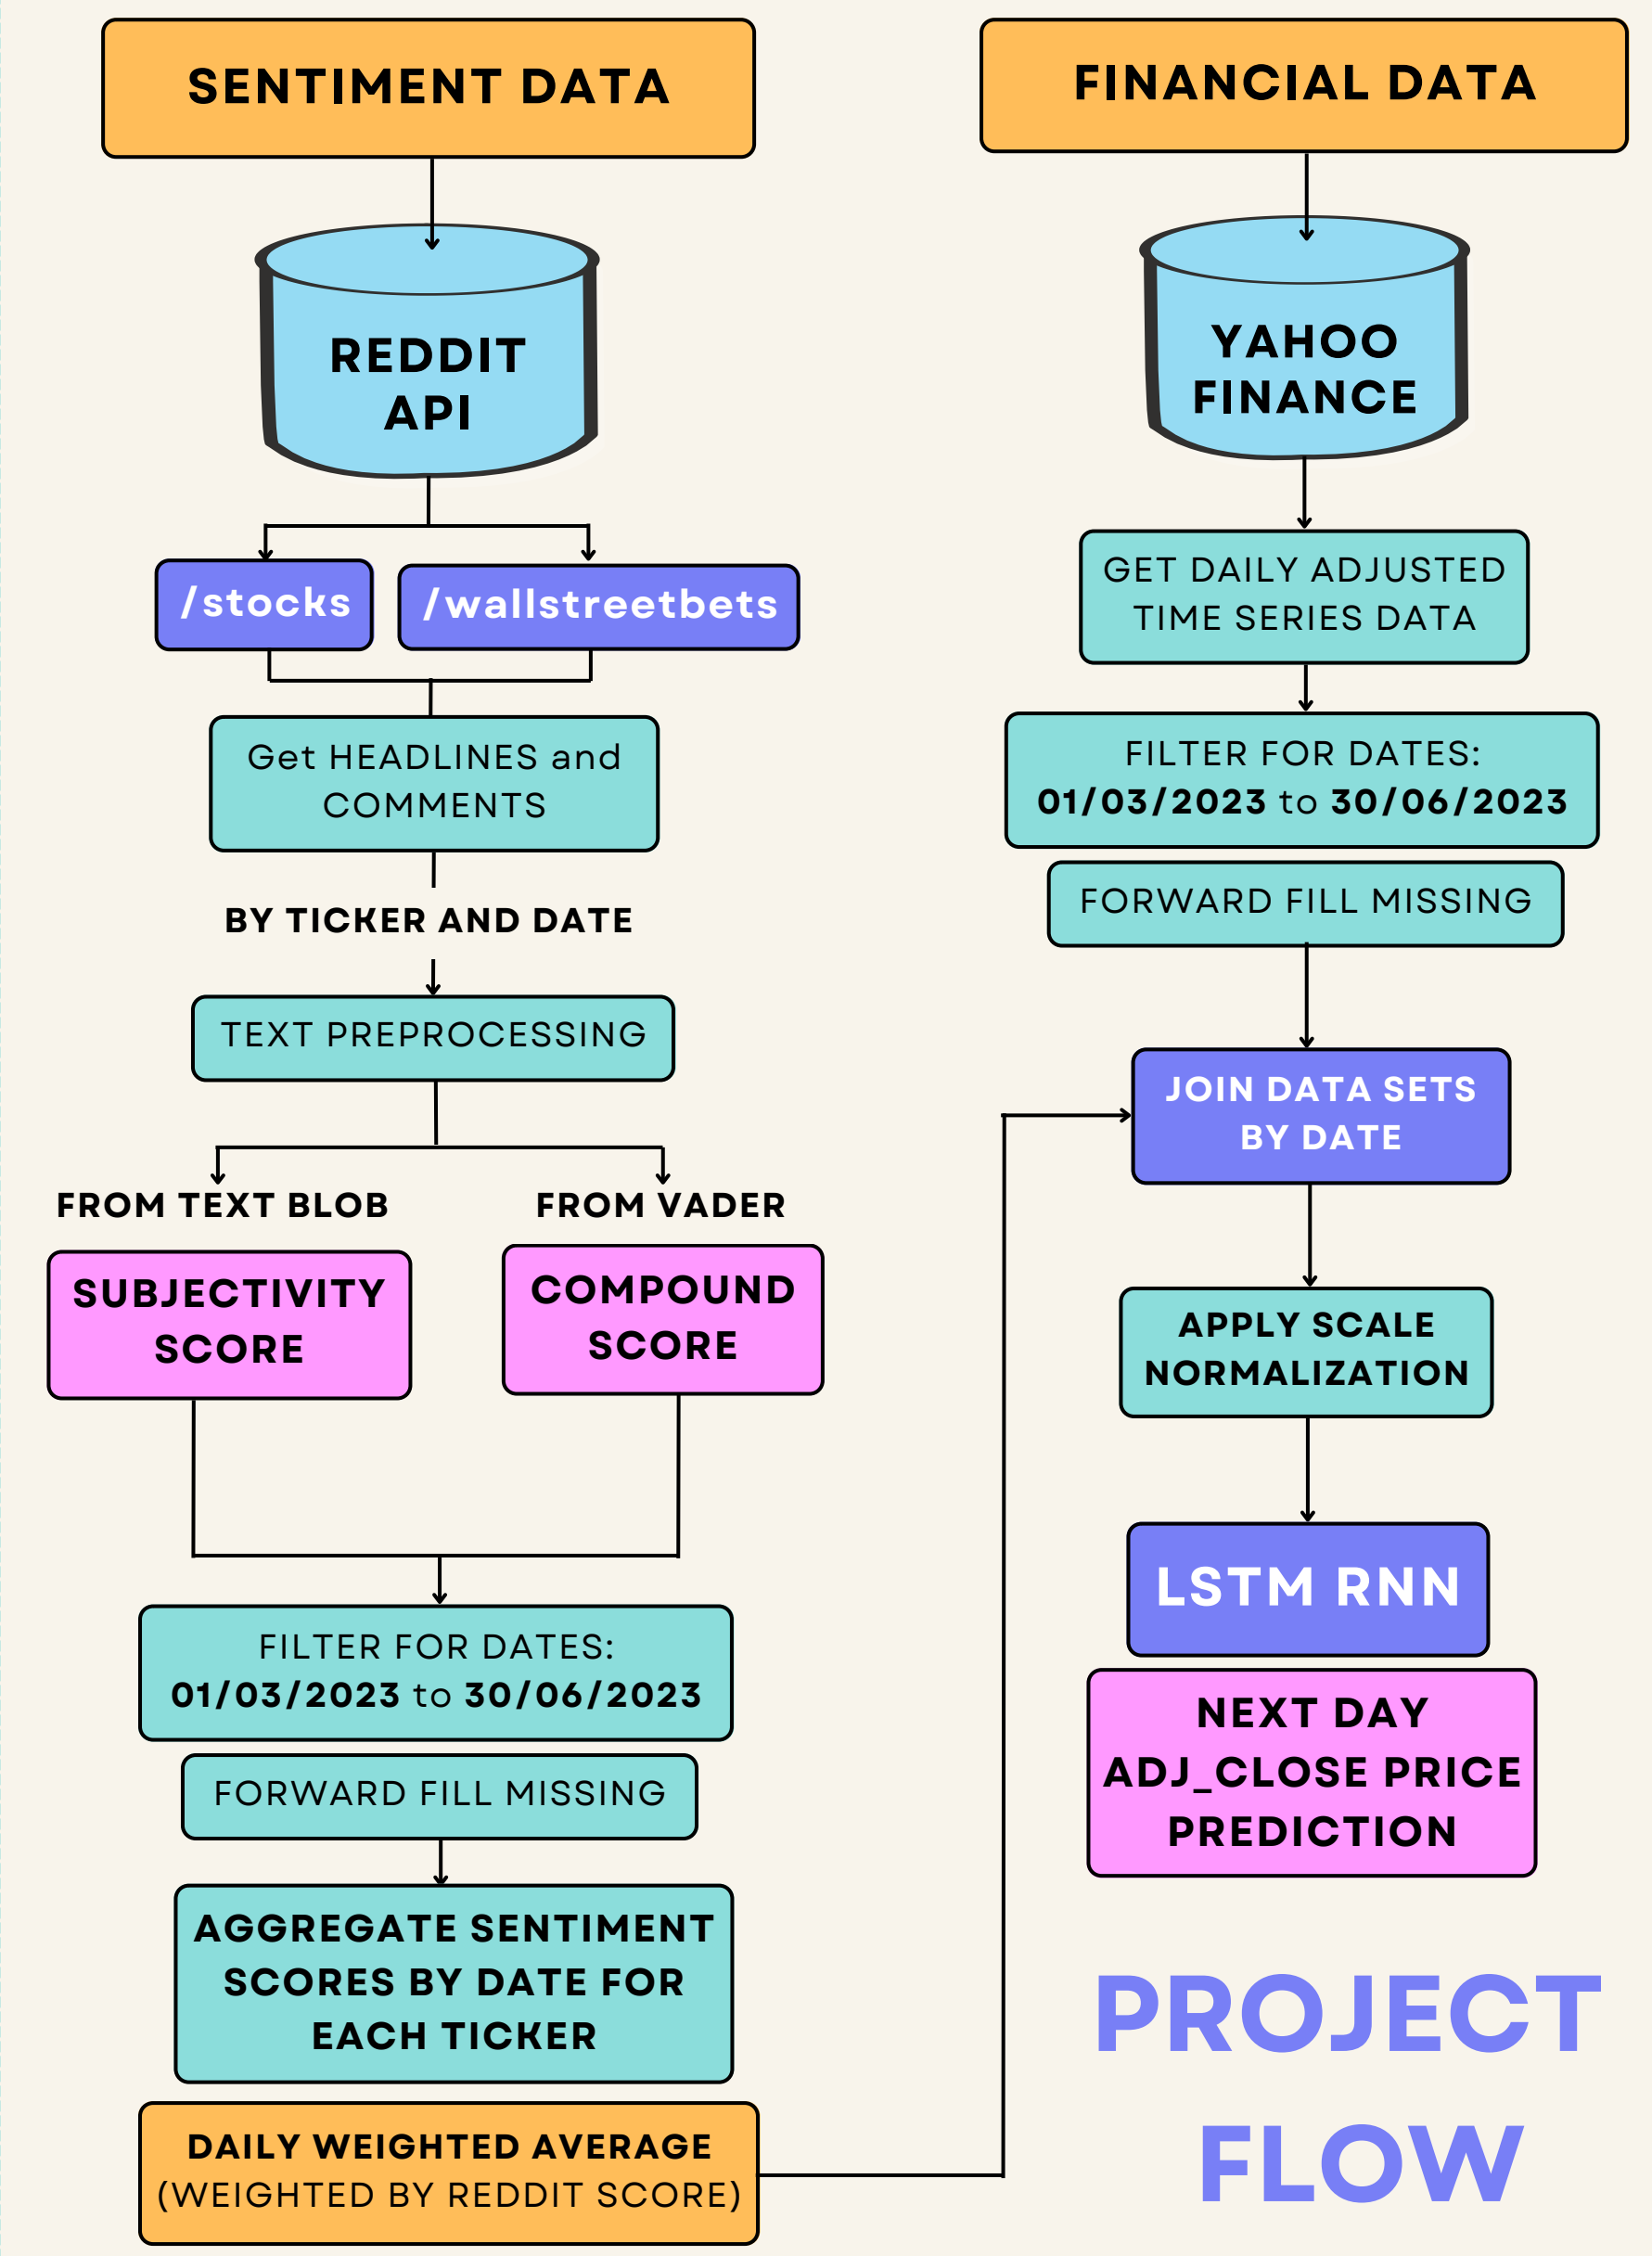 SENTIMENT DATA
REDDIT
API
/stocks
/wallstreetbets
Get HEADLINES and
COMMENTS
BY TICKER AND DATE
TEXT PREPROCESSING
FROM TEXT BLOB
SUBJECTIVITY
SCORE
FROM VADER
COMPOUND
SCORE
FILTER FOR DATES:
01/03/2023 to 30/06/2023
FORWARD FILL MISSING
AGGREGATE SENTIMENT
SCORES BY DATE FOR
EACH TICKER
DAILY WEIGHTED AVERAGE
(WEIGHTED BY REDDIT SCORE)
FINANCIAL DATA
YAHOO
FINANCE
GET DAILY ADJUSTED
TIME SERIES DATA
FILTER FOR DATES:
01/03/2023 to 30/06/2023
FORWARD FILL MISSING
JOIN DATA SETS
BY DATE
APPLY SCALE
NORMALIZATION
LSTM RNN
NEXT DAY
ADJ_CLOSE PRICE
PREDICTION
PROJECT
FLOW